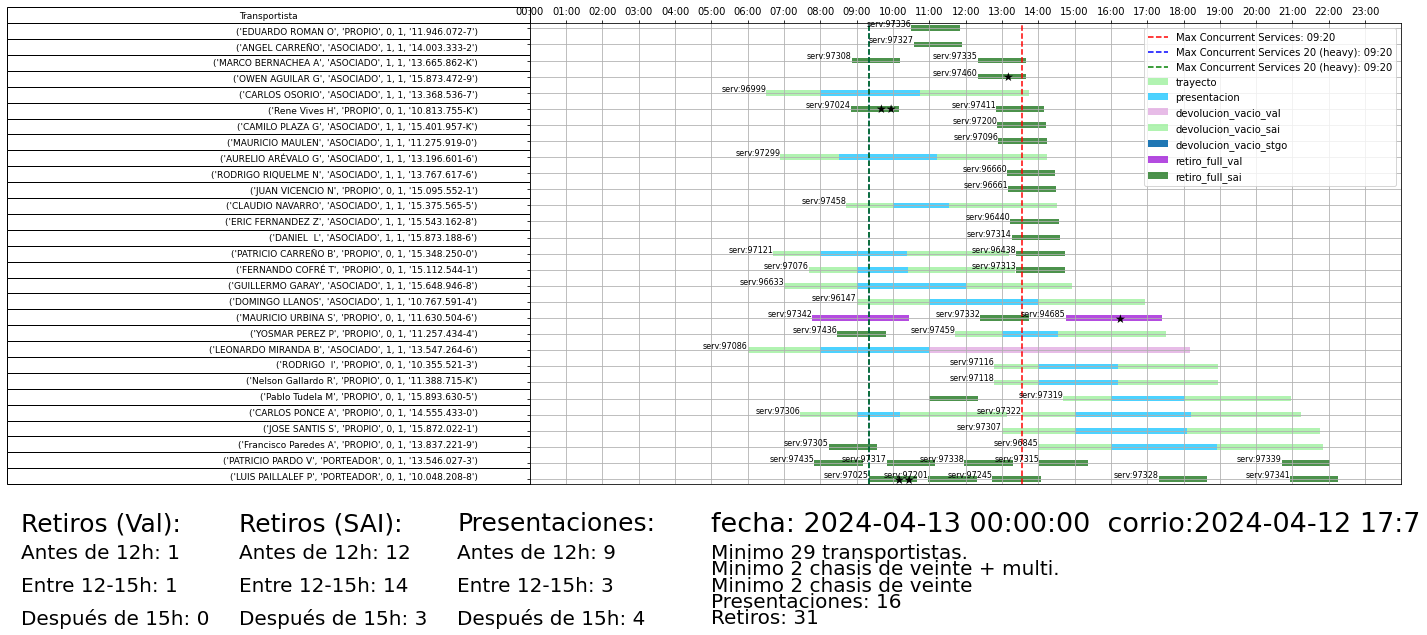 Transportista
00:00 01:00 02:00 03:00 04:00 05:00 06:00 07:00 08:00 09:00 10:00 11:00 12:00 13:00 14:00 15:00 16:00 17:00 18:00 19:00 20:00 21:00 22:00 23:00
('EDUARDO ROMAN O', 'PROPIO', 0, 1, '11.946.072-7') serv:97336
('ANGEL CARREÑO', 'ASOCIADO', 1, 1, '14.003.333-2') serv:97327
('MARCO BERNACHEA A', 'ASOCIADO', 1, 1, '13.665.862-K') serv:97308 serv:97335
('OWEN AGUILAR G', 'ASOCIADO', 1, 1, '15.873.472-9') serv:97460
('CARLOS OSORIO', 'ASOCIADO', 1, 1, '13.368.536-7') serv:96999
('Rene Vives H', 'PROPIO', 0, 1, '10.813.755-K') serv:97024 serv:97411
('CAMILO PLAZA G', 'ASOCIADO', 1, 1, '15.401.957-K') serv:97200
('MAURICIO MAULEN', 'ASOCIADO', 1, 1, '11.275.919-0') serv:97096
('AURELIO ARÉVALO G', 'ASOCIADO', 1, 1, '13.196.601-6') serv:97299
('RODRIGO RIQUELME N', 'ASOCIADO', 1, 1, '13.767.617-6') serv:96660
('JUAN VICENCIO N', 'PROPIO', 0, 1, '15.095.552-1') serv:96661
('CLAUDIO NAVARRO', 'ASOCIADO', 1, 1, '15.375.565-5') serv:97458
('ERIC FERNANDEZ Z', 'ASOCIADO', 1, 1, '15.543.162-8') serv:96440
('DANIEL  L', 'ASOCIADO', 1, 1, '15.873.188-6') serv:97314
('PATRICIO CARREÑO B', 'PROPIO', 0, 1, '15.348.250-0') serv:97121 serv:96438
('FERNANDO COFRÉ T', 'PROPIO', 0, 1, '15.112.544-1') serv:97076 serv:97313
('GUILLERMO GARAY', 'ASOCIADO', 1, 1, '15.648.946-8') serv:96633
('DOMINGO LLANOS', 'ASOCIADO', 1, 1, '10.767.591-4') serv:96147
('MAURICIO URBINA S', 'PROPIO', 0, 1, '11.630.504-6') serv:97342 serv:97332 serv:94685
('YOSMAR PEREZ P', 'PROPIO', 0, 1, '11.257.434-4') serv:97436 serv:97459
('LEONARDO MIRANDA B', 'ASOCIADO', 1, 1, '13.547.264-6') serv:97086
('RODRIGO  I', 'PROPIO', 0, 1, '10.355.521-3') serv:97116
('Nelson Gallardo R', 'PROPIO', 0, 1, '11.388.715-K') serv:97118
('Pablo Tudela M', 'PROPIO', 0, 1, '15.893.630-5') serv:97319
('CARLOS PONCE A', 'PROPIO', 0, 1, '14.555.433-0') serv:97306 serv:97322
('JOSE SANTIS S', 'PROPIO', 0, 1, '15.872.022-1') serv:97307
('Francisco Paredes A', 'PROPIO', 0, 1, '13.837.221-9') serv:97305 serv:96845
('PATRICIO PARDO V', 'PORTEADOR', 0, 1, '13.546.027-3') serv:97435 serv:97317 serv:97338 serv:97315 serv:97339
('LUIS PAILLALEF P', 'PORTEADOR', 0, 1, '10.048.208-8') serv:97025 serv:97201 serv:97245 serv:97328 serv:97341
Max Concurrent Services: 09:20
Max Concurrent Services 20 (heavy): 09:20
Max Concurrent Services 20 (heavy): 09:20
trayecto
presentacion
devolucion_vacio_val
devolucion_vacio_sai
devolucion_vacio_stgo
retiro_full_val
retiro_full_sai
Retiros (Val):
Antes de 12h: 1
Entre 12-15h: 1
Después de 15h: 0
Retiros (SAI):
Antes de 12h: 12
Entre 12-15h: 14
Después de 15h: 3
Presentaciones:
Antes de 12h: 9
Entre 12-15h: 3
Después de 15h: 4
fecha: 2024-04-13 00:00:00  corrio:2024-04-12 17:7
Minimo 29 transportistas.
Minimo 2 chasis de veinte + multi.
Minimo 2 chasis de veinte
Presentaciones: 16
Retiros: 31